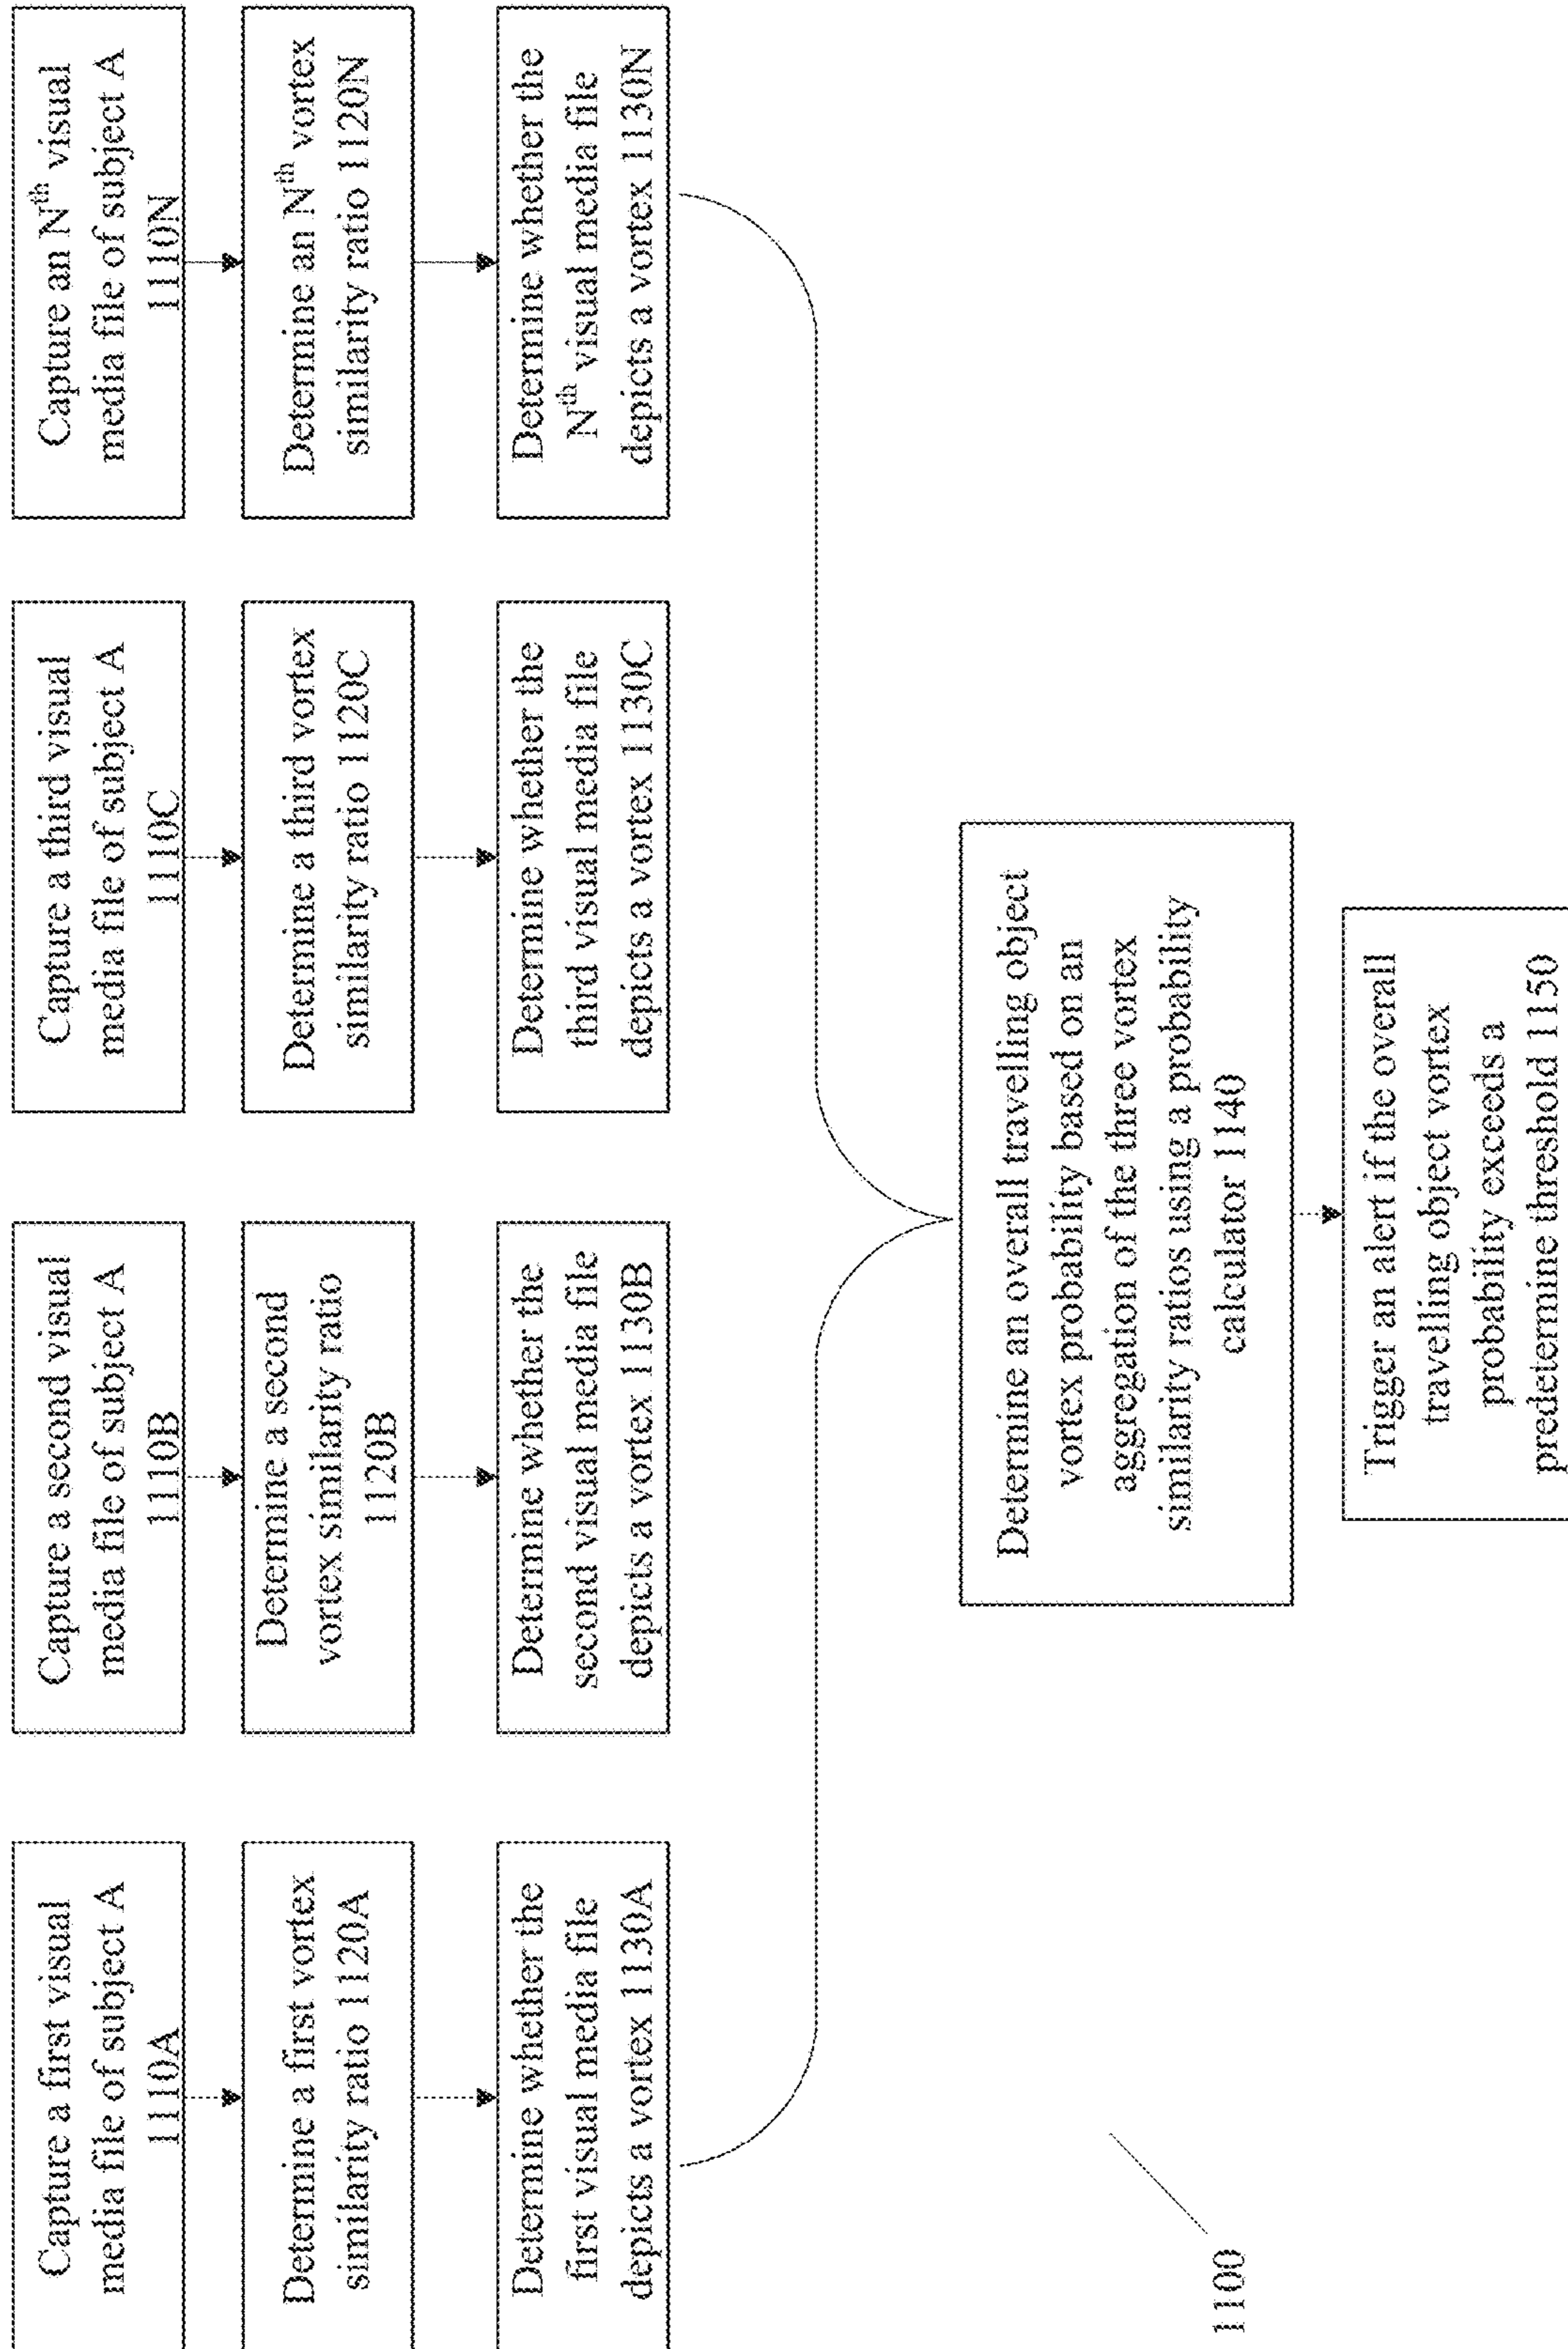 Capture a first visual
media file of subject A
1110A
Determine a first vortex
similarity ratio 1120A
Determine whether the
first visual media file
depicts a vortex 1130A
Capture a second visual
media file of subject A
1110B
Determine a second
vortex similarity ratio
1120B
Determine whether the
second visual media file
depicts a vortex 1130B
Capture a third visual
media file of subject A
1110C
Determine a third vortex
similarity ratio 1120C
Determine whether the
third visual media file
depicts a vortex 1130C
Capture an Nth visual
media file of subject A
1110N
Determine an Nth vortex
similarity ratio 1120N
Determine whether the
Nth visual media file
depicts a vortex 1130N
Determine an overall travelling object
vortex probability based on an
aggregation of the three vortex
similarity ratios using a probability
calculator 1140
Trigger an alert if the overall
travelling object vortex
probability exceeds a
predetermine threshold 1150
1100